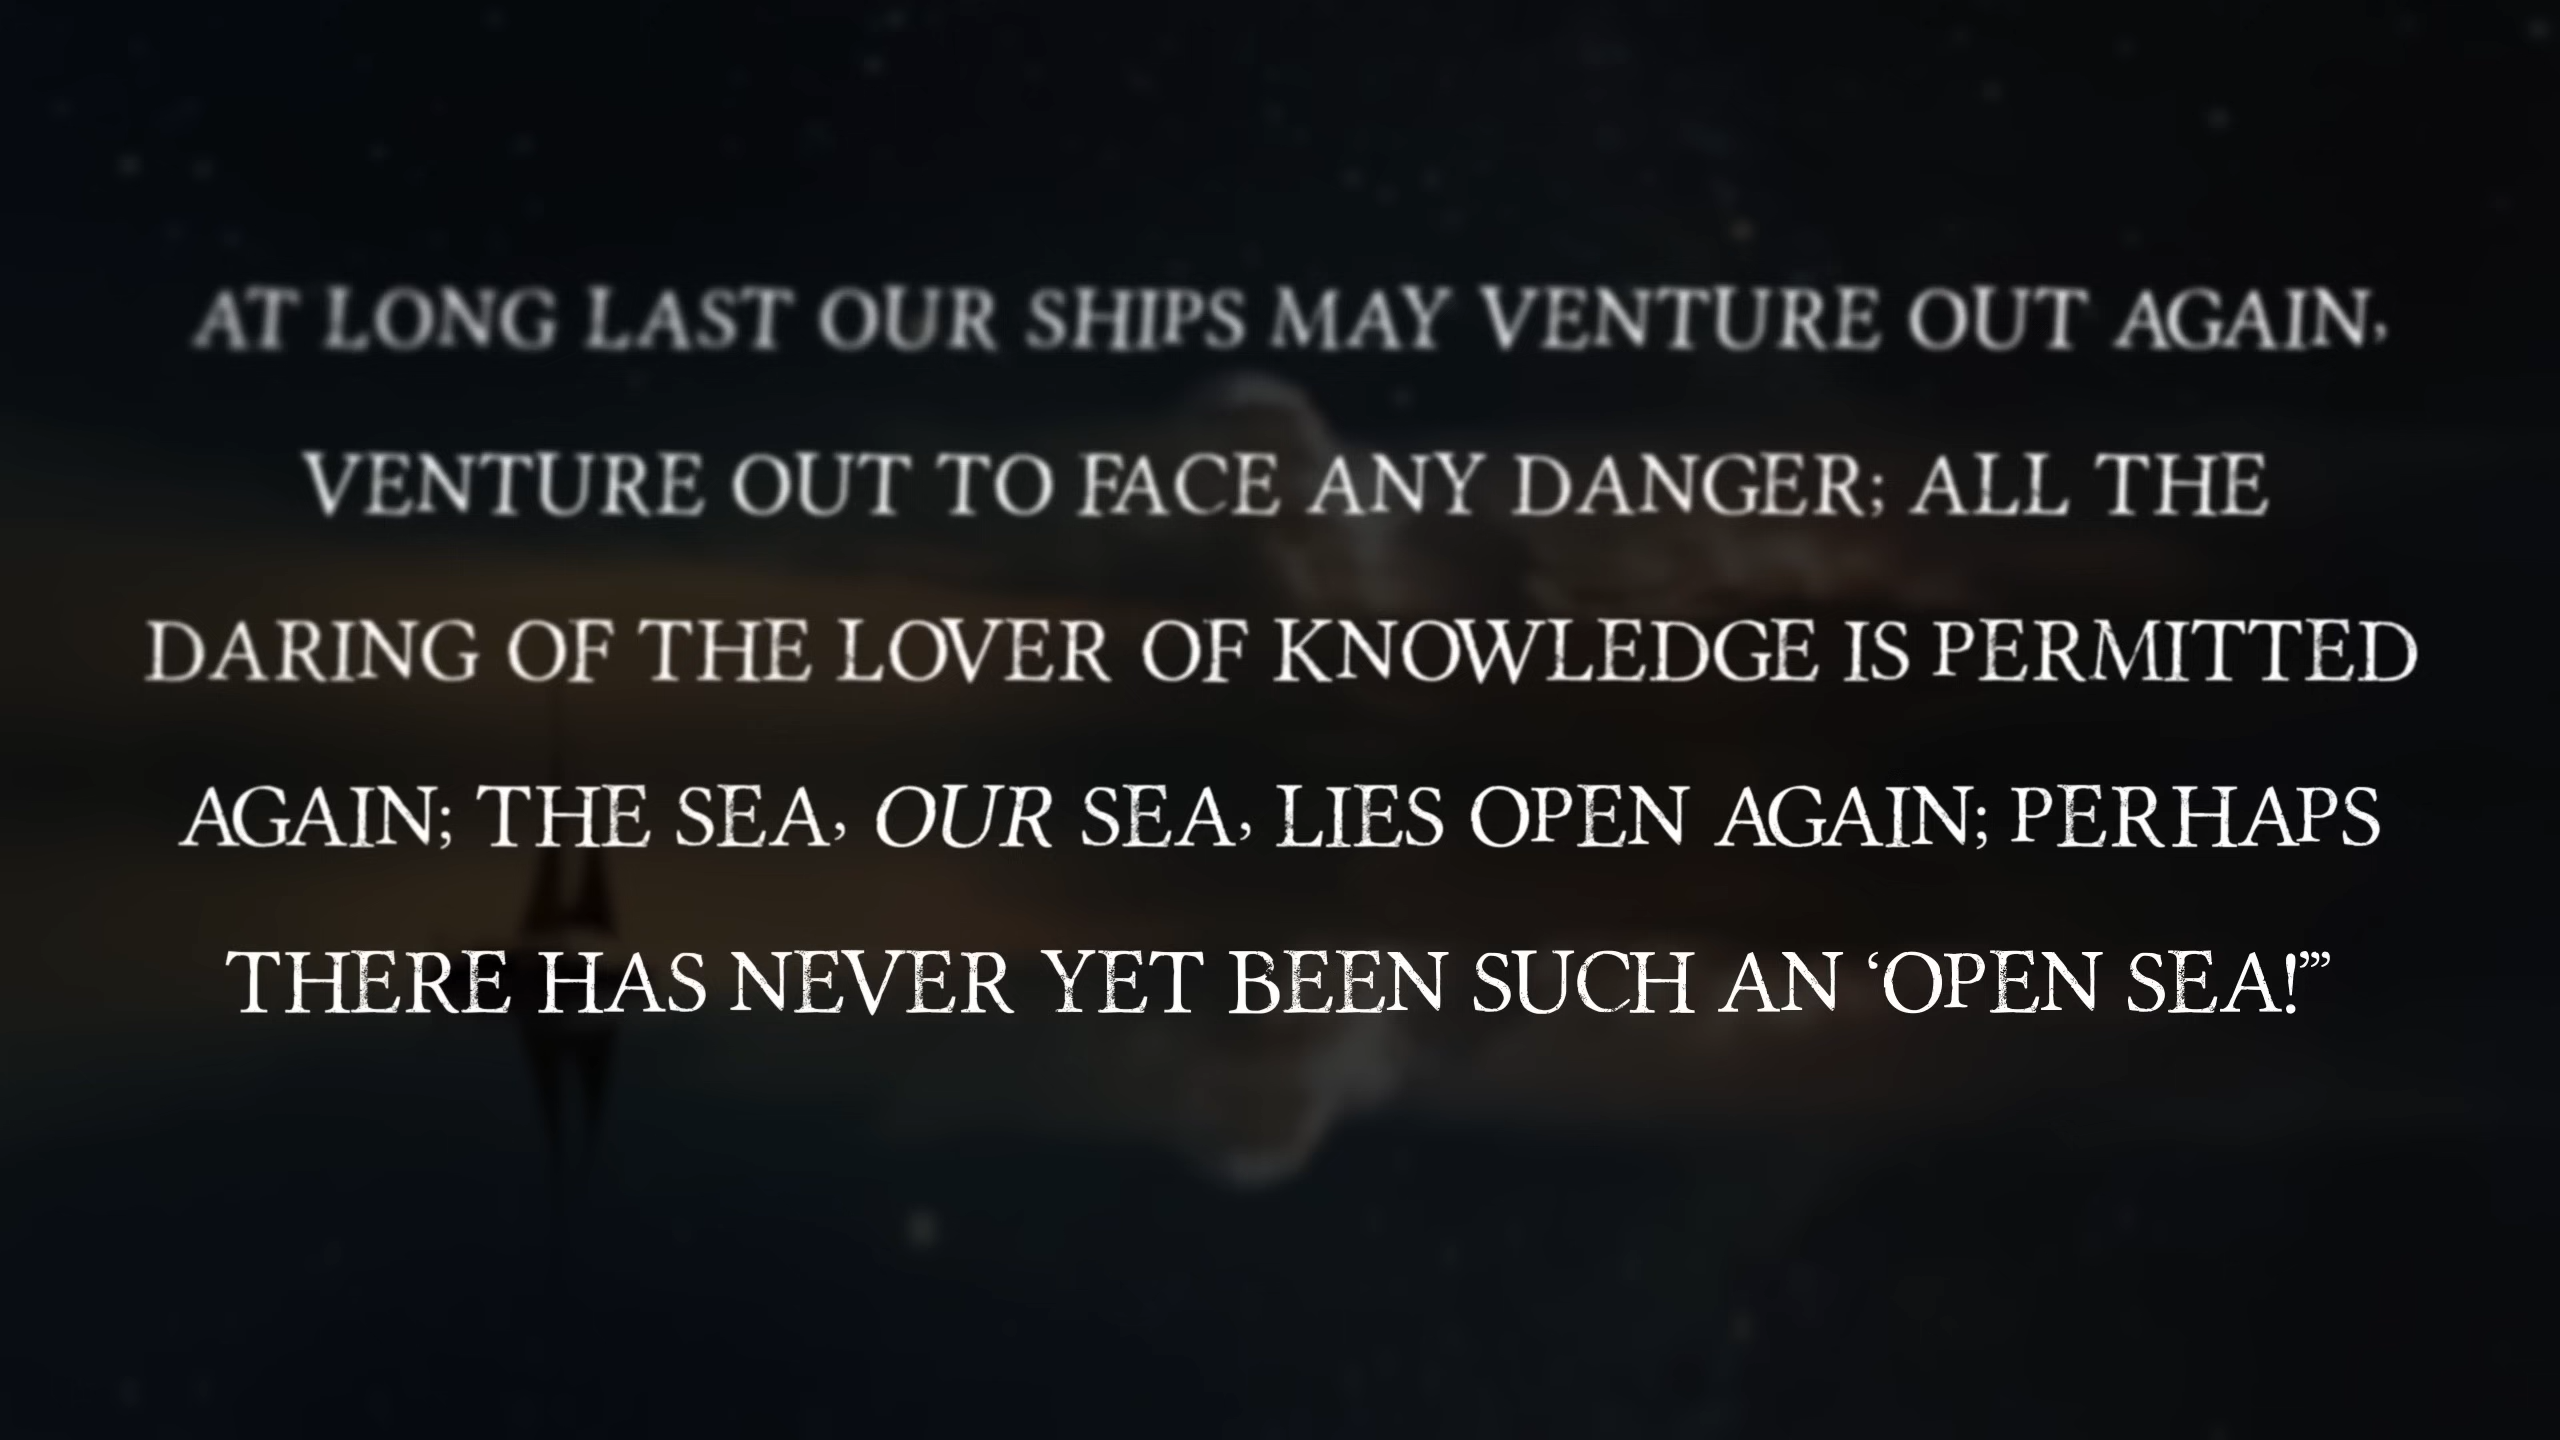 AT LONG LAST OUR SHIPS MAY VENTURE OUT AGAIN,
VENTURE OUT TO FACE ANY DANGER; ALL THE
DARING OF THE LOVER OF KNOWLEDGE IS PERMITTED
AGAIN; THE SEA, OUR SEA, LIES OPEN AGAIN; PERHAPS
THERE HAS NEVER YET BEEN SUCH AN ‘OPEN SEA!’”